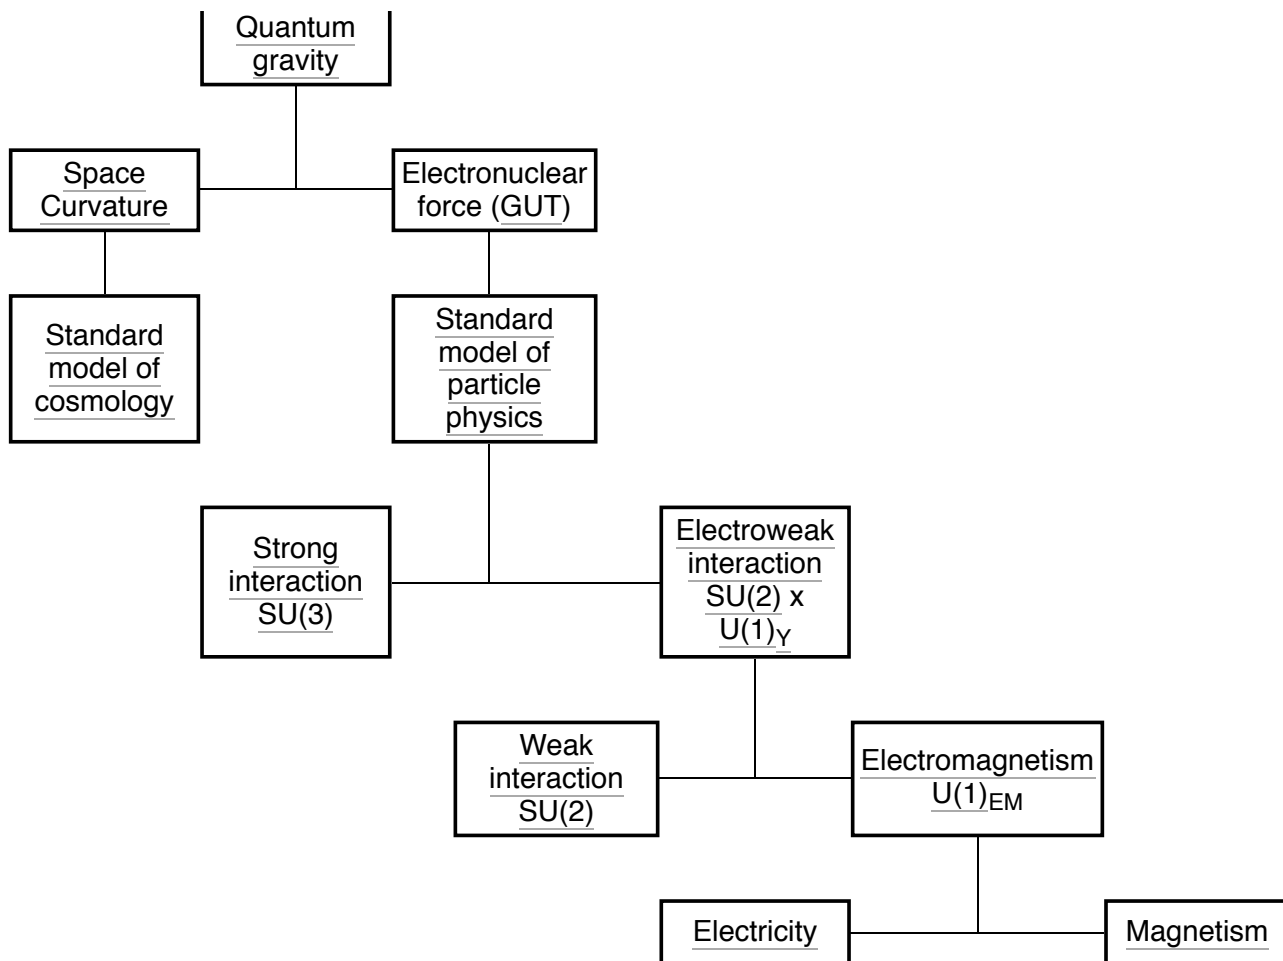 Quantum
gravity
Space
Curvature
Electronuclear
force (GUT)
Standard
model of
cosmology
Standard
model of
particle
physics
Strong
interaction
SU(3)
Electroweak
interaction
SU(2) x
U(1)Y
Weak
interaction
SU(2)
Electromagnetism
U(1)EM
Electricity
Magnetism